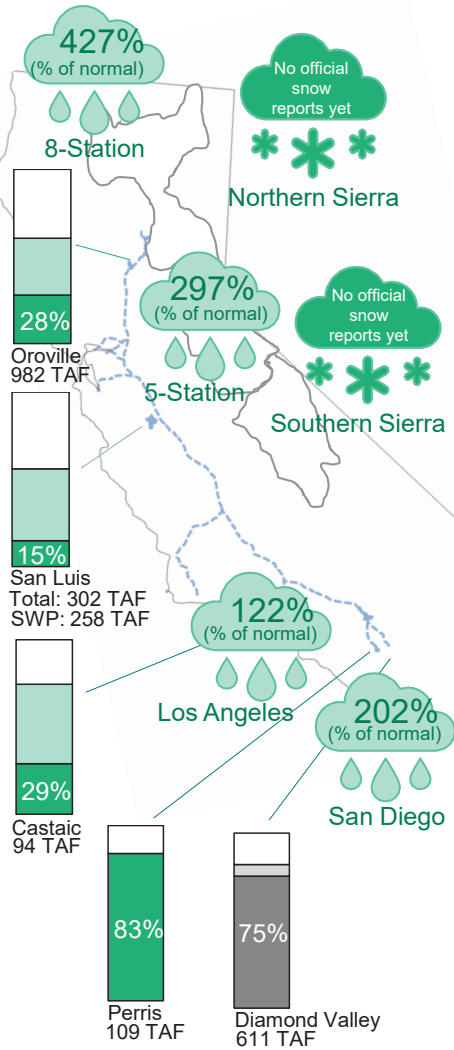 427%
(% of normal)
8-Station
No official
snow
reports yet
Northern Sierra
28%
Oroville
982 TAF
297%
(% of normal)
5-Station
No official
snow
reports yet
Southern Sierra
15%
San Luis
Total: 302 TAF
SWP: 258 TAF
122%
(% of normal)
Los Angeles
202%
(% of normal)
San Diego
29%
Castaic
94 TAF
83%
Perris
109 TAF
75%
Diamond Valley
611 TAF